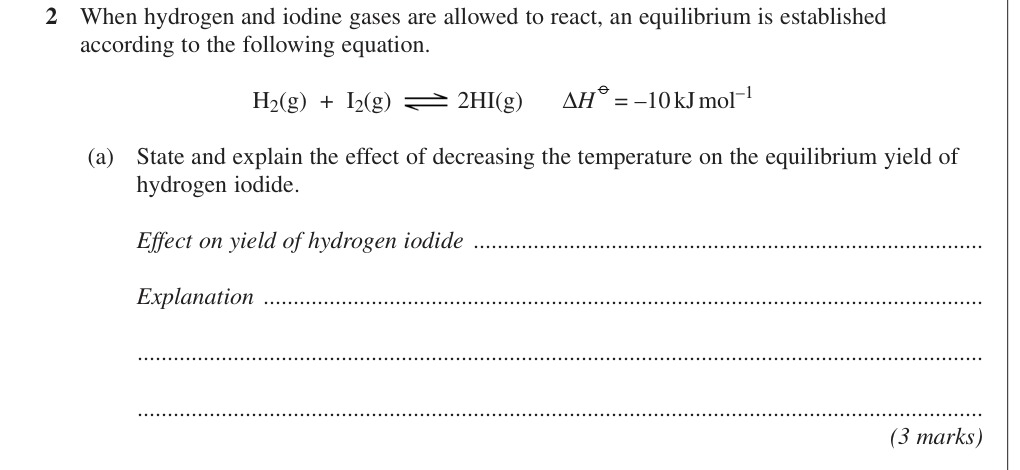 2 When hydrogen and iodine gases are allowed to react, an equilibrium is established
according to the following equation.
H₂(g) + I₂(g) ⇌ 2HI(g) ΔH⦵ = –10 kJ mol⁻¹
(a) State and explain the effect of decreasing the temperature on the equilibrium yield of
hydrogen iodide.
Effect on yield of hydrogen iodide ....................................................................................
Explanation ........................................................................................................................
.............................................................................................................................................
.............................................................................................................................................
(3 marks)